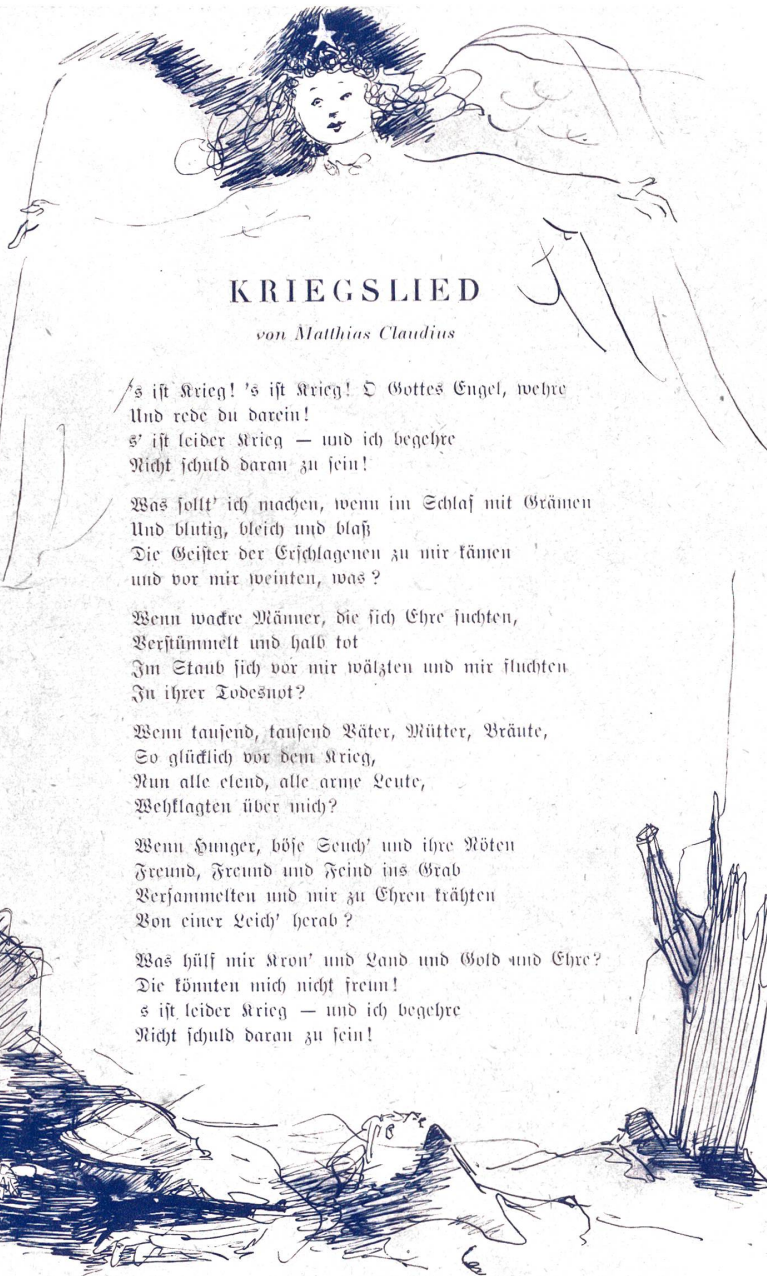 KRIEGSLIED
von Matthias Claudius
's ist Krieg! 's ist Krieg! O Gottes Engel, wehre
Und rede du darein!
s' ist leider Krieg — und ich begehre
Nicht schuld daran zu sein!
Was sollt' ich machen, wenn im Schlaf mit Grämen
Und blutig, bleich und blaß
Die Geister der Erschlagenen zu mir kämen
und vor mir weinten, was?
Wenn wackre Männer, die sich Ehre suchten,
Verstümmelt und halb tot
Im Staub sich vor mir wälzten und mir fluchten
In ihrer Todesnot?
Wenn tausend, tausend Väter, Mütter, Bräute,
So glücklich vor dem Krieg,
Nun alle elend, alle arme Leute,
Wehklagten über mich?
Wenn Hunger, böse Seuch' und ihre Nöten
Freund, Freund und Feind ins Grab
Versammelten und mir zu Ehren krähten
Von einer Leich' herab?
Was hülf mir Kron' und Land und Gold und Ehre?
Die könnten mich nicht freun!
s ist leider Krieg — und ich begehre
Nicht schuld daran zu sein!